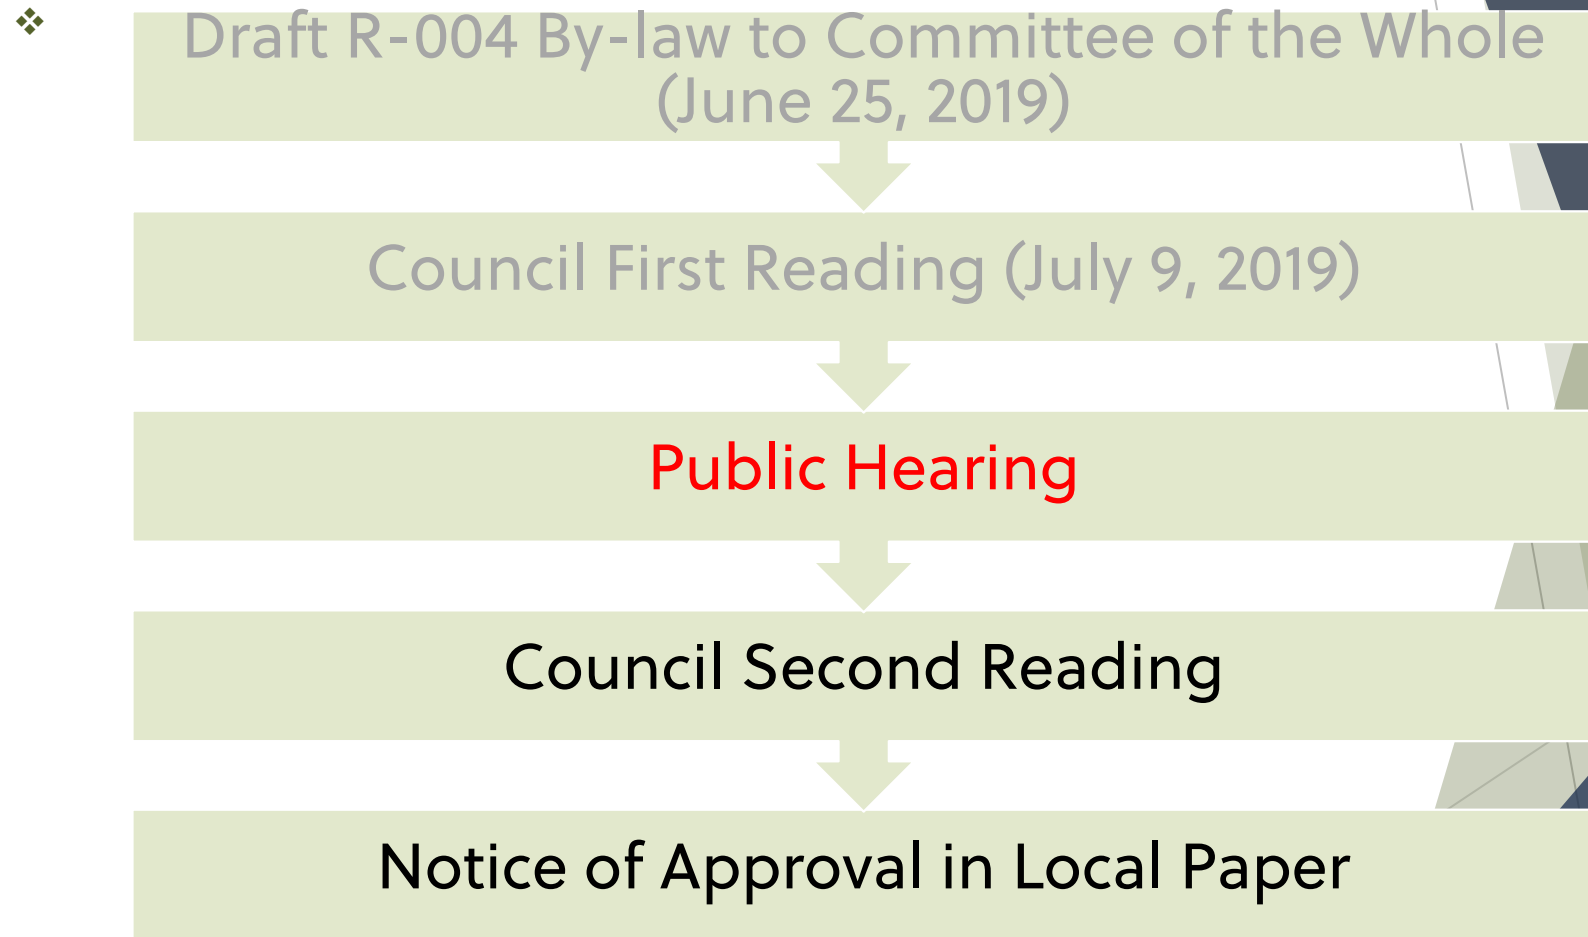 Draft R-004 By-law to Committee of the Whole
(June 25, 2019)
Council First Reading (July 9, 2019)
Public Hearing
Council Second Reading
Notice of Approval in Local Paper